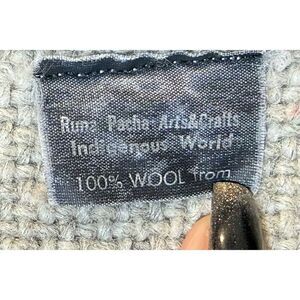 Runa Pacha Arts&Crafts
Indigenous World
100% WOOL from